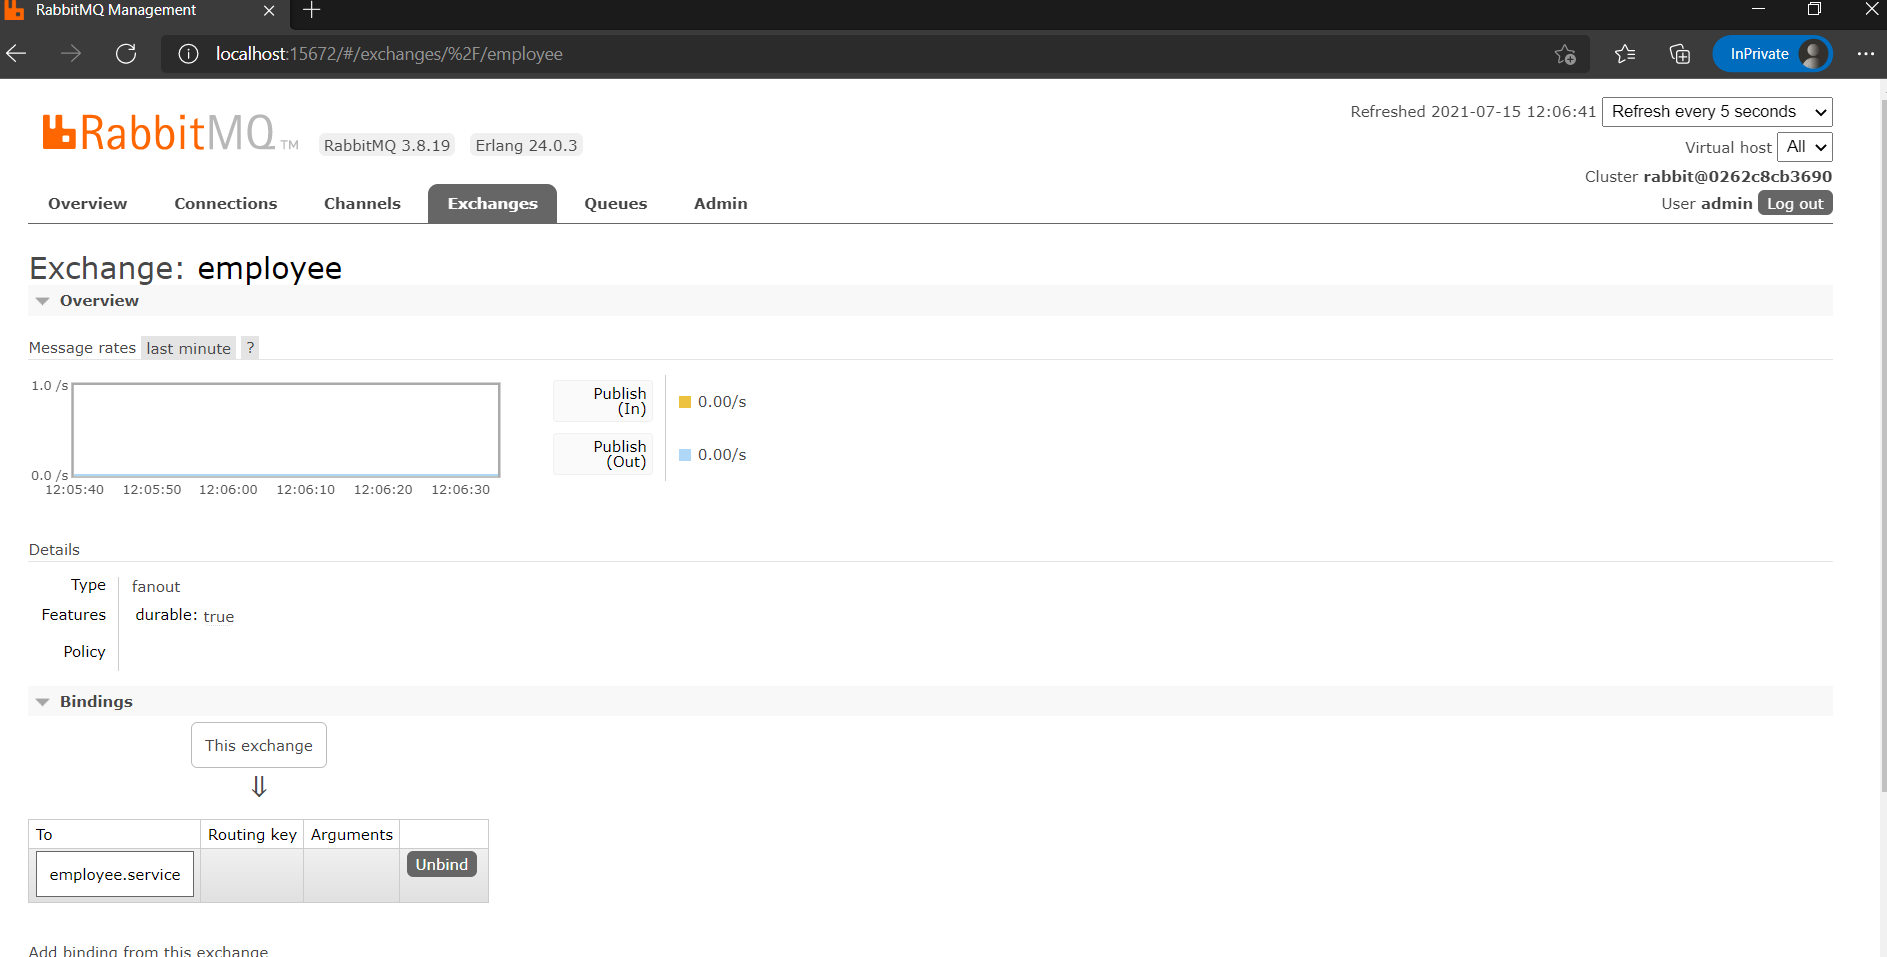 RabbitMQ Management
localhost:15672/#/exchanges/%2F/employee
InPrivate
RabbitMQ TM
RabbitMQ 3.8.19 Erlang 24.0.3
Refreshed 2021-07-15 12:06:41 Refresh every 5 seconds
Virtual host All
Cluster rabbit@0262c8cb3690
User admin Log out
Overview Connections Channels Exchanges Queues Admin
Exchange: employee
Overview
Message rates last minute ?
1.0 /s
0.0 /s
12:05:40 12:05:50 12:06:00 12:06:10 12:06:20 12:06:30
Publish
(In)
0.00/s
Publish
(Out)
0.00/s
Details
Type fanout
Features durable: true
Policy
Bindings
This exchange
⇓
To Routing key Arguments
employee.service Unbind
Add binding from this exchange